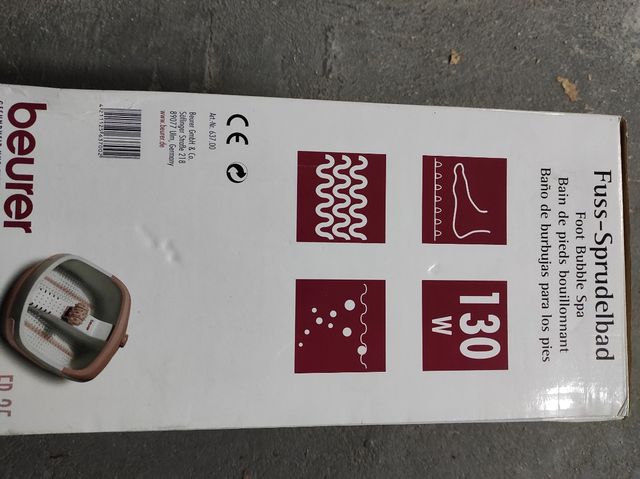 Fuss-Sprudelbad
Foot Bubble Spa
Bain de pieds bouillonnant
Baño de burbujas para los pies
130
W
CE
Art-Nr. 637.00
Beurer GmbH & Co.
Söflinger Straße 218
89077 Ulm, Germany
www.beurer.de
beurer